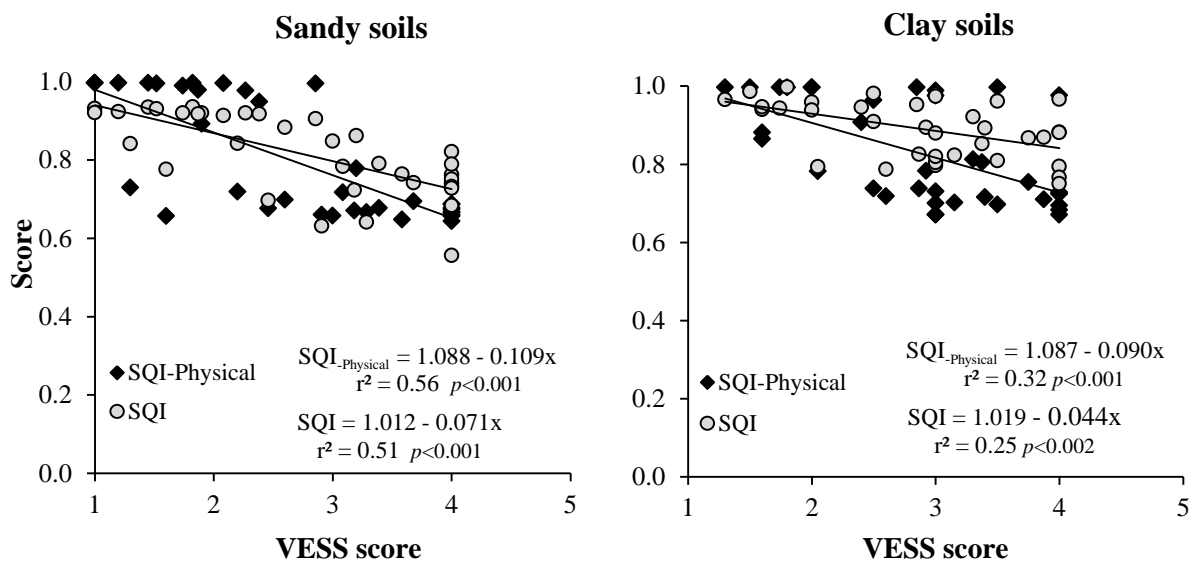 Sandy soils
Score
1.0
0.8
0.6
0.4
0.2
0.0
SQI-Physical
SQI
SQI-Physical = 1.088 - 0.109x
r² = 0.56 p<0.001
SQI = 1.012 - 0.071x
r² = 0.51 p<0.001
1 2 3 4 5
VESS score
Clay soils
1.0
0.8
0.6
0.4
0.2
0.0
SQI-Physical
SQI
SQI-Physical = 1.087 - 0.090x
r² = 0.32 p<0.001
SQI = 1.019 - 0.044x
r² = 0.25 p<0.002
1 2 3 4 5
VESS score